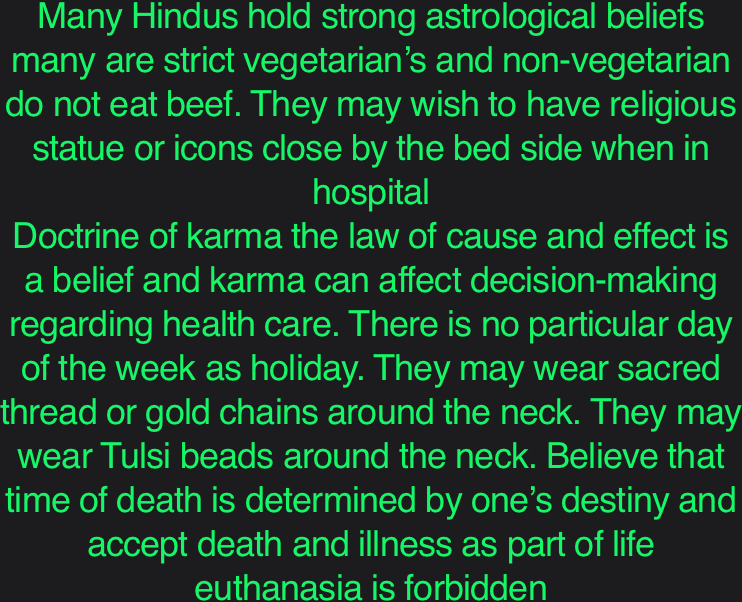 Many Hindus hold strong astrological beliefs
many are strict vegetarian’s and non-vegetarian
do not eat beef. They may wish to have religious
statue or icons close by the bed side when in
hospital
Doctrine of karma the law of cause and effect is
a belief and karma can affect decision-making
regarding health care. There is no particular day
of the week as holiday. They may wear sacred
thread or gold chains around the neck. They may
wear Tulsi beads around the neck. Believe that
time of death is determined by one’s destiny and
accept death and illness as part of life
euthanasia is forbidden